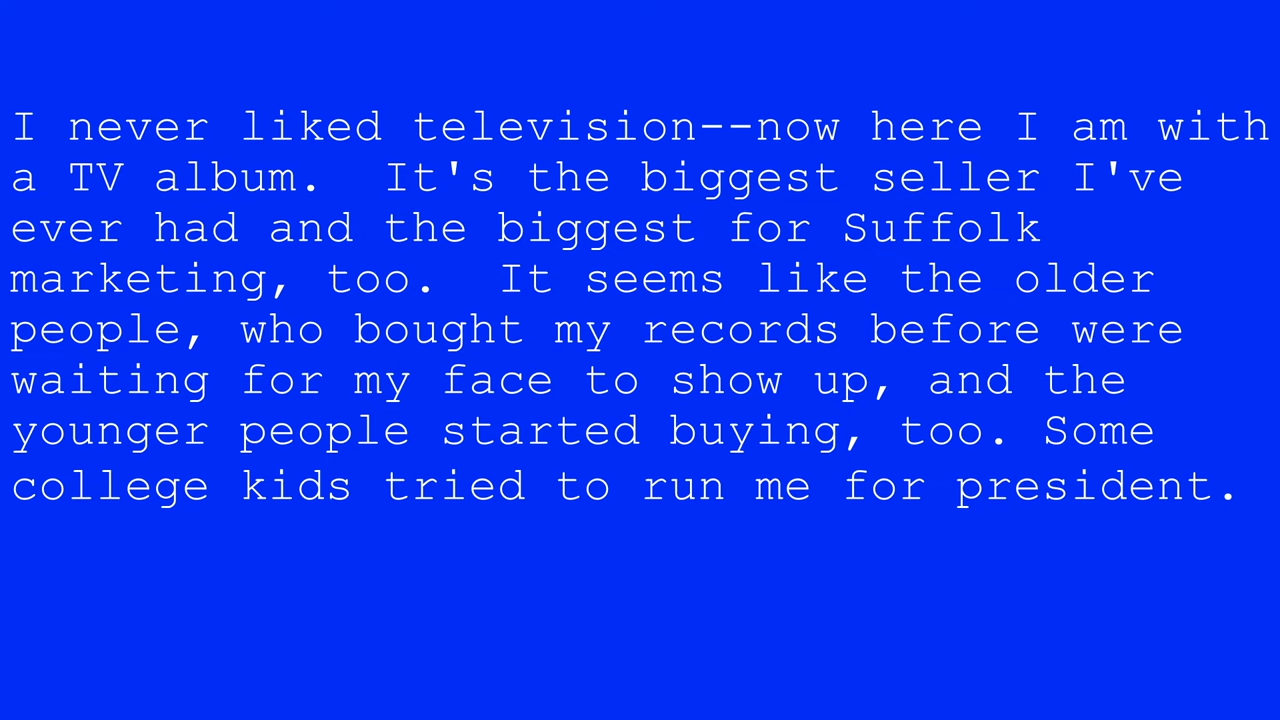 I never liked television--now here I am with
a TV album.  It's the biggest seller I've
ever had and the biggest for Suffolk
marketing, too.  It seems like the older
people, who bought my records before were
waiting for my face to show up, and the
younger people started buying, too. Some
college kids tried to run me for president.